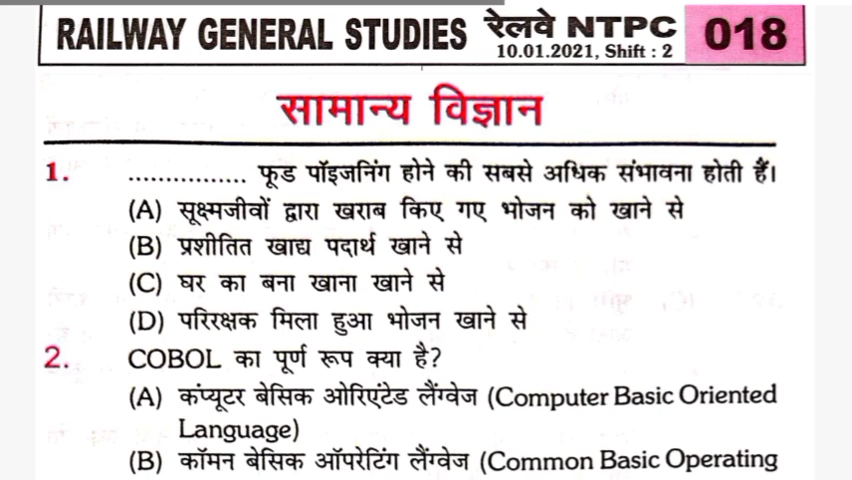 RAILWAY GENERAL STUDIES रेलवे NTPC 018
10.01.2021, Shift : 2
सामान्य विज्ञान
1. ................. फूड पॉइजनिंग होने की सबसे अधिक संभावना होती हैं।
(A) सूक्ष्मजीवों द्वारा खराब किए गए भोजन को खाने से
(B) प्रशीतित खाद्य पदार्थ खाने से
(C) घर का बना खाना खाने से
(D) परिरक्षक मिला हुआ भोजन खाने से
2. COBOL का पूर्ण रूप क्या है?
(A) कंप्यूटर बेसिक ओरिएंटेड लैंग्वेज (Computer Basic Oriented
Language)
(B) कॉमन बेसिक ऑपरेटिंग लैंग्वेज (Common Basic Operating